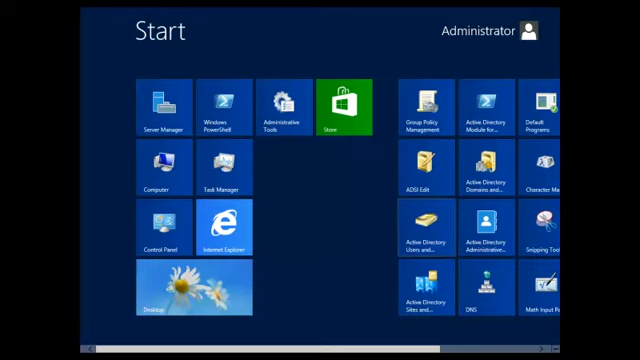 Start
Administrator
Server Manager
Windows
PowerShell
Administrative
Tools
Store
Group Policy
Management
Active Directory
Module for...
Default
Programs
Computer
Task Manager
ADSI Edit
Active Directory
Domains and...
Character Ma
Control Panel
Internet Explorer
Active Directory
Users and...
Active Directory
Administrative...
Snipping Tool
Desktop
Active Directory
Sites and...
DNS
Math Input Pa